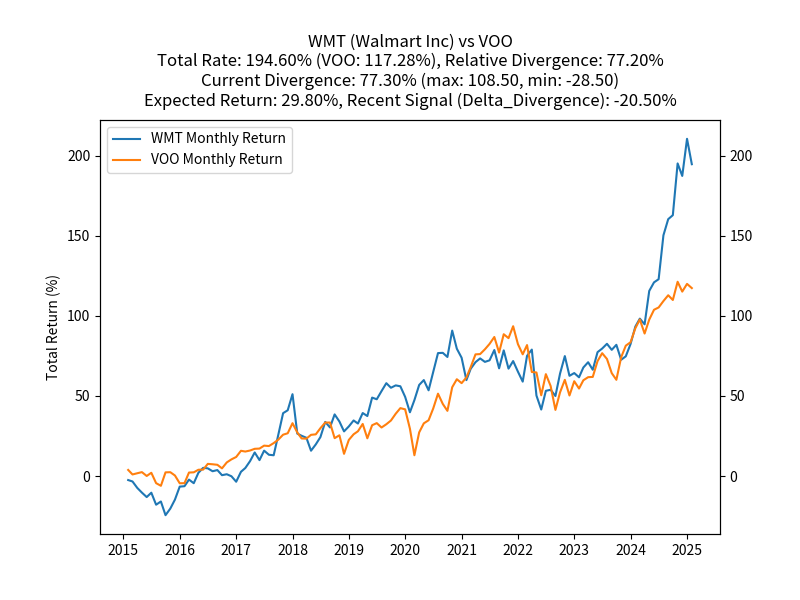 WMT (Walmart Inc) vs VOO
Total Rate: 194.60% (VOO: 117.28%), Relative Divergence: 77.20%
Current Divergence: 77.30% (max: 108.50, min: -28.50)
Expected Return: 29.80%, Recent Signal (Delta_Divergence): -20.50%
WMT Monthly Return
VOO Monthly Return
Total Return (%)
200 200
150 150
100 100
50 50
0 0
2015 2016 2017 2018 2019 2020 2021 2022 2023 2024 2025